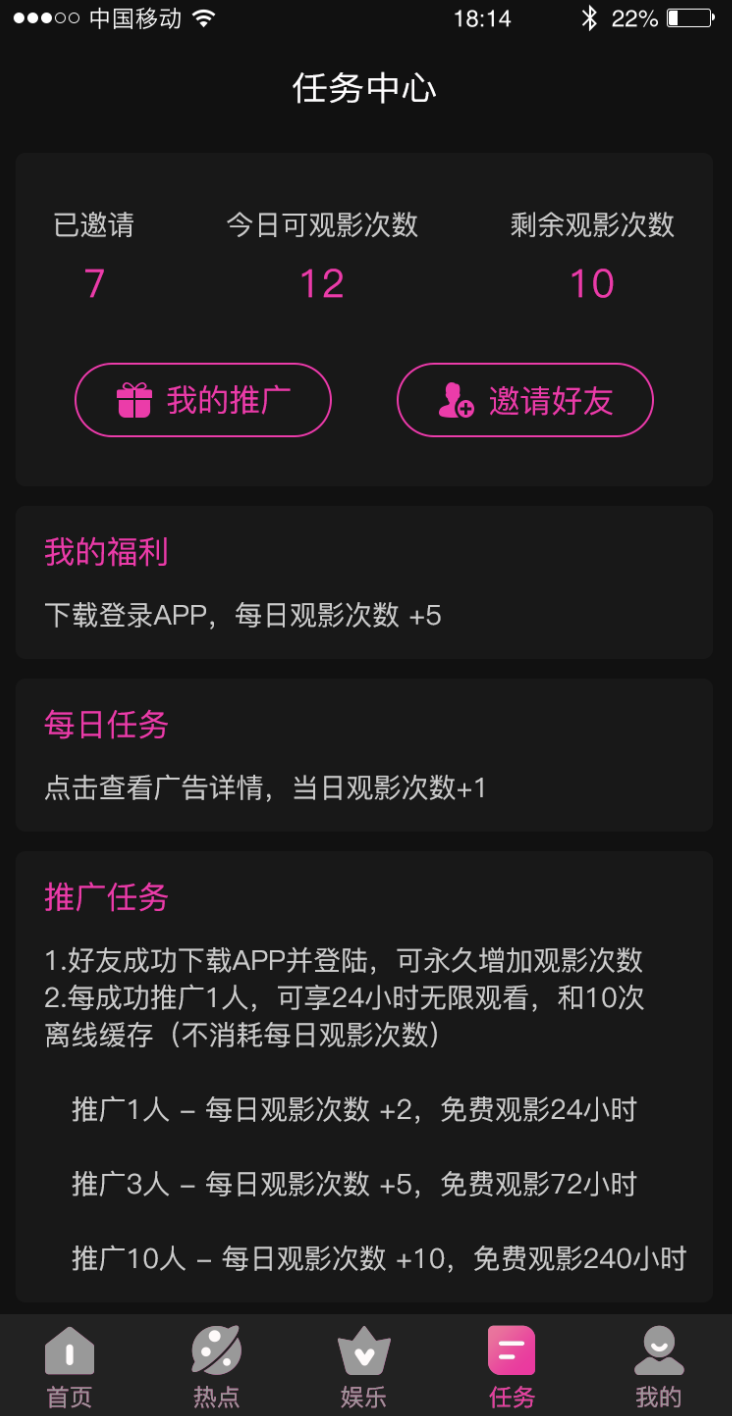 中国移动 18:14 22%
任务中心
已邀请 今日可观影次数 剩余观影次数
7 12 10
我的推广 邀请好友
我的福利
下载登录APP，每日观影次数 +5
每日任务
点击查看广告详情，当日观影次数+1
推广任务
1.好友成功下载APP并登陆，可永久增加观影次数
2.每成功推广1人，可享24小时无限观看，和10次
离线缓存（不消耗每日观影次数）
推广1人 – 每日观影次数 +2，免费观影24小时
推广3人 – 每日观影次数 +5，免费观影72小时
推广10人 – 每日观影次数 +10，免费观影240小时
首页 热点 娱乐 任务 我的